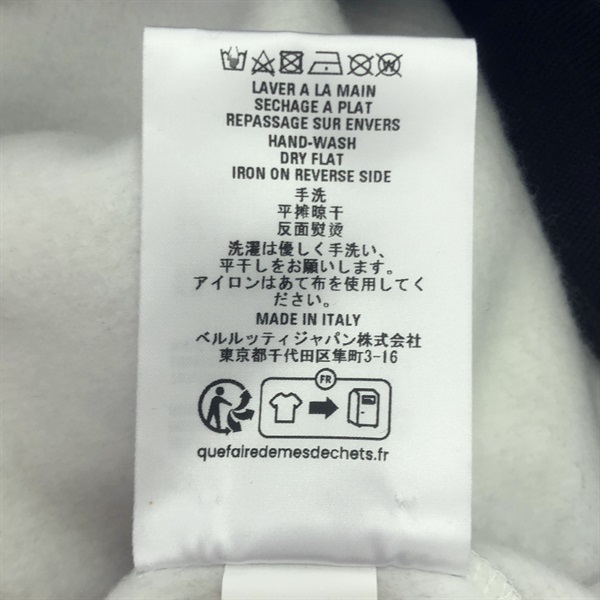 LAVER A LA MAIN
SECHAGE A PLAT
REPASSAGE SUR ENVERS
HAND-WASH
DRY FLAT
IRON ON REVERSE SIDE
手洗
平摊晾干
反面熨烫
洗濯は優しく手洗い、
平干しをお願いします。
アイロンはあて布を使用してく
ださい。
MADE IN ITALY
ベルルッティジャパン株式会社
東京都千代田区隼町3-16
FR
quefairedemesdechets.fr